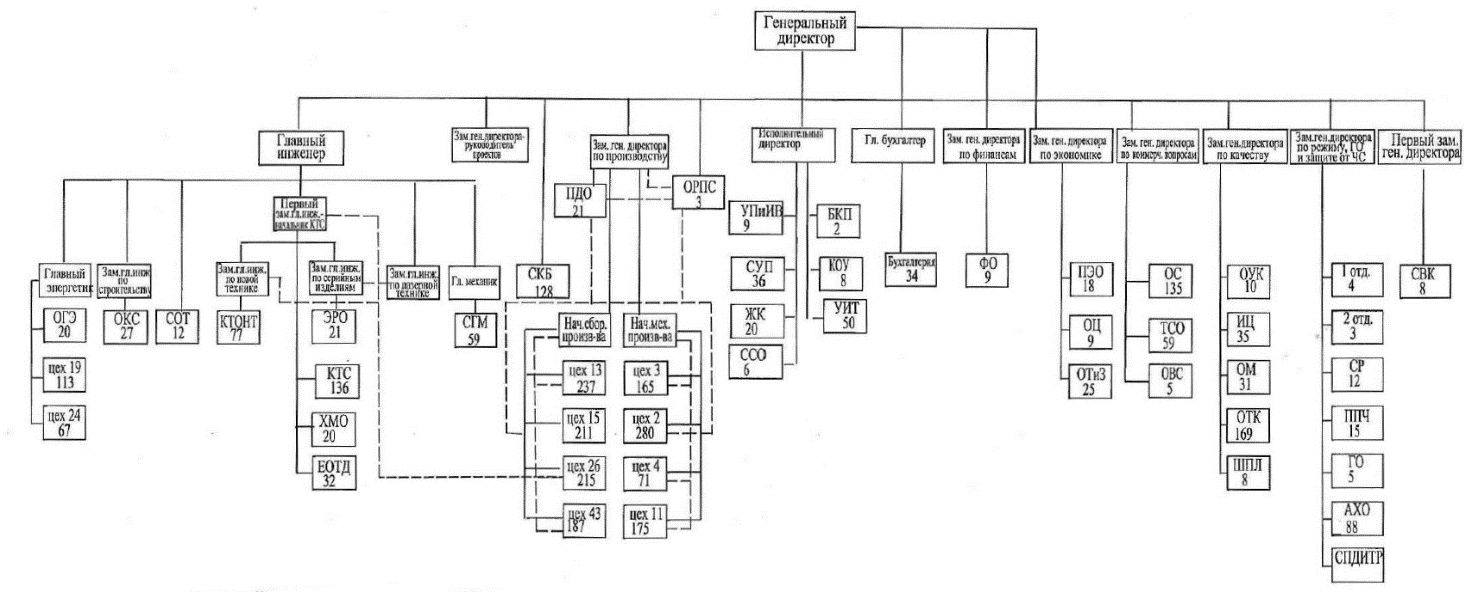 Генеральный
директор
Главный
инженер
Зам.ген.директора-
руководитель
проектов
Зам. ген. директора
по производству
Исполнительный
директор
Гл. бухгалтер
Зам. ген. директора
по финансам
Зам. ген. директора
по экономике
Зам. ген. директора
по коммерч. вопросам
Зам. ген. директора
по качеству
Зам.ген.директора
по режиму, ГО
и защите от ЧС
Первый зам.
ген. директора
Первый
зам.гл.инж.-
начальник КТС
ПДО
21
ОРПС
3
УПиИВ
9
БКП
2
СУП
36
КОУ
8
ЖК
20
УИТ
50
ССО
6
Бухгалтерия
34
ФО
9
ПЭО
18
ОЦ
9
ОТиЗ
25
ОС
135
ТСО
59
ОВС
5
ОУК
10
ИЦ
35
ОМ
31
ОТК
169
ШПЛ
8
1 отд.
4
2 отд.
3
СР
12
ППЧ
15
ГО
5
АХО
88
СПДИТР
СВК
8
Главный
энергетик
Зам.гл.инж
по
строительству
Зам.гл.инж.
по новой
технике
Зам.гл.инж.
по серийным
изделиям
Зам.гл.инж.
по лазерной
технике
Гл. механик
СКБ
128
ОГЭ
20
цех 19
113
цех 24
67
ОКС
27
СОТ
12
КТОНТ
77
ЭРО
21
КТС
136
ХМО
20
ЕОТД
32
СГМ
59
Нач.сбор.
произв-ва
Нач.мех.
произв-ва
цех 13
237
цех 3
165
цех 15
211
цех 2
280
цех 26
215
цех 4
71
цех 43
187
цех 11
175